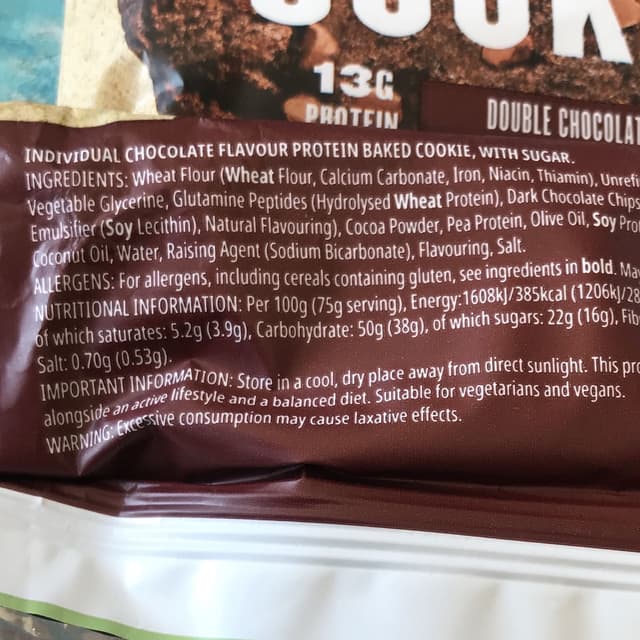 13G
PROTEIN
DOUBLE CHOCOLAT
INDIVIDUAL CHOCOLATE FLAVOUR PROTEIN BAKED COOKIE, WITH SUGAR.
INGREDIENTS: Wheat Flour (Wheat Flour, Calcium Carbonate, Iron, Niacin, Thiamin), Unrefi
Vegetable Glycerine, Glutamine Peptides (Hydrolysed Wheat Protein), Dark Chocolate Chips
Emulsifier (Soy Lecithin), Natural Flavouring), Cocoa Powder, Pea Protein, Olive Oil, Soy Pro
Coconut Oil, Water, Raising Agent (Sodium Bicarbonate), Flavouring, Salt.
ALLERGENS: For allergens, including cereals containing gluten, see ingredients in bold. Ma
NUTRITIONAL INFORMATION: Per 100g (75g serving), Energy:1608kJ/385kcal (1206kJ/28
of which saturates: 5.2g (3.9g), Carbohydrate: 50g (38g), of which sugars: 22g (16g), Fib
Salt: 0.70g (0.53g).
IMPORTANT INFORMATION: Store in a cool, dry place away from direct sunlight. This pro
alongside an active lifestyle and a balanced diet. Suitable for vegetarians and vegans.
WARNING: Excessive consumption may cause laxative effects.